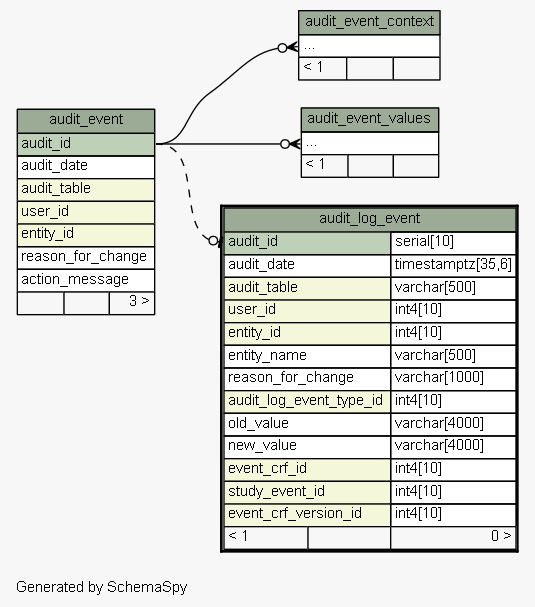 audit_event_context
...
< 1
audit_event
audit_id
audit_date
audit_table
user_id
entity_id
reason_for_change
action_message
3 >
audit_event_values
...
< 1
audit_log_event
audit_id serial[10]
audit_date timestamptz[35,6]
audit_table varchar[500]
user_id int4[10]
entity_id int4[10]
entity_name varchar[500]
reason_for_change varchar[1000]
audit_log_event_type_id int4[10]
old_value varchar[4000]
new_value varchar[4000]
event_crf_id int4[10]
study_event_id int4[10]
event_crf_version_id int4[10]
< 1 0 >
Generated by SchemaSpy